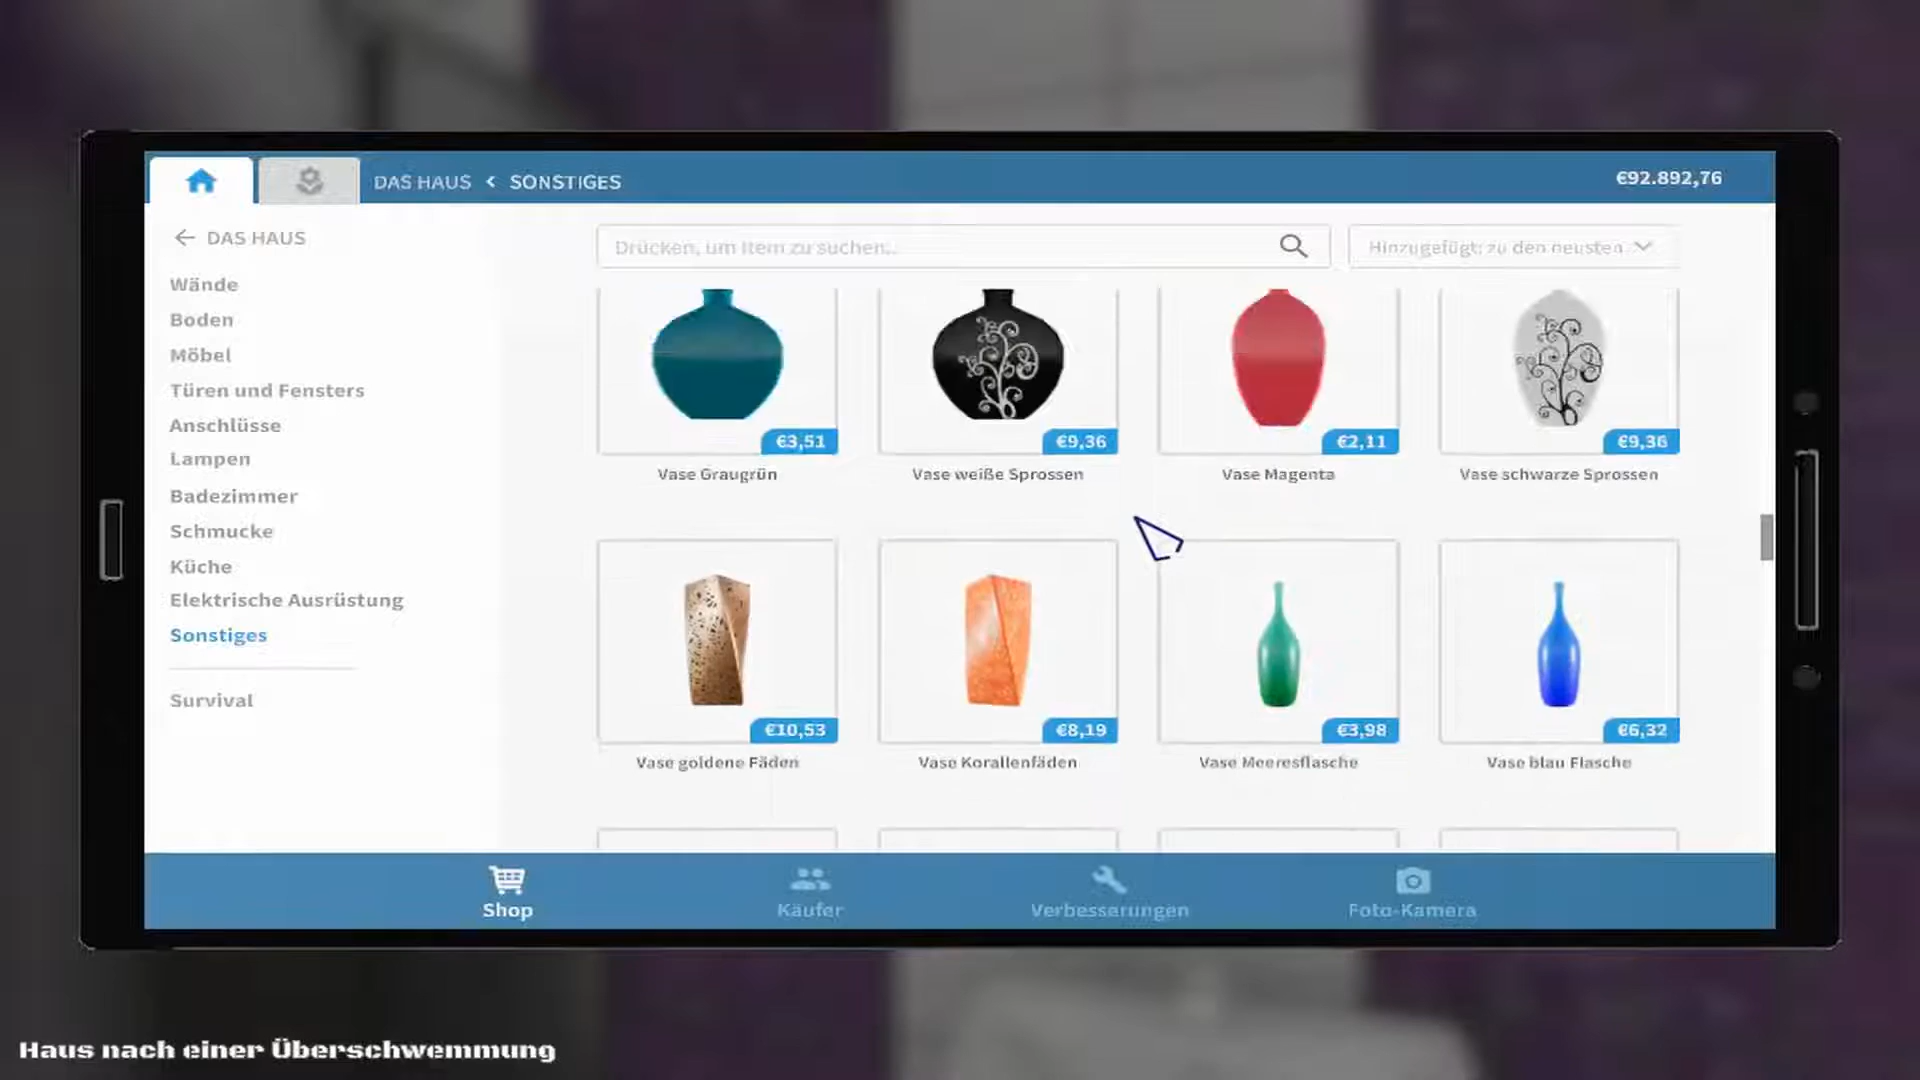 DAS HAUS < SONSTIGES
€92.892,76
← DAS HAUS
Drücken, um Item zu suchen...
Hinzugefügt: zu den neusten
Wände
Boden
Möbel
Türen und Fensters
Anschlüsse
Lampen
Badezimmer
Schmucke
Küche
Elektrische Ausrüstung
Sonstiges
Survival
€3,51
€9,36
€2,11
€9,36
Vase Graugrün
Vase weiße Sprossen
Vase Magenta
Vase schwarze Sprossen
€10,53
€8,19
€3,98
€6,32
Vase goldene Fäden
Vase Korallenfäden
Vase Meeresflasche
Vase blau Flasche
Shop
Käufer
Verbesserungen
Foto-Kamera
Haus nach einer Überschwemmung